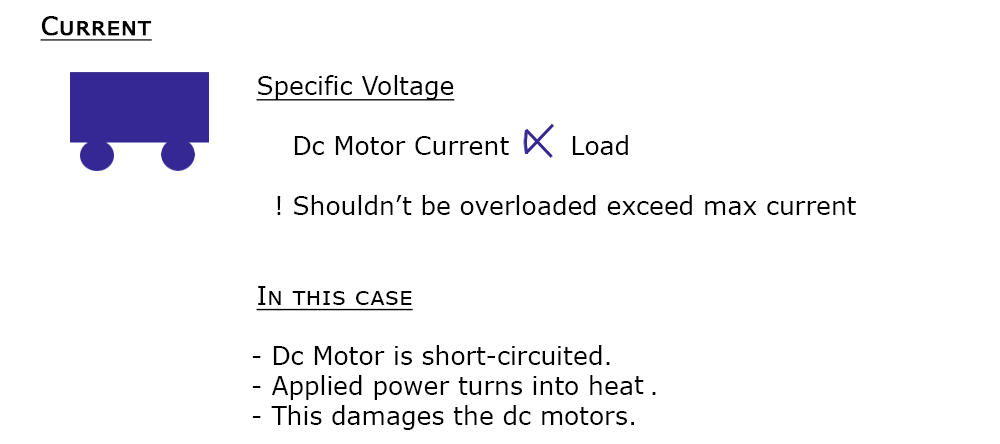 CURRENT
Specific Voltage
Dc Motor Current ∝ Load
! Shouldn’t be overloaded exceed max current
IN THIS CASE
- Dc Motor is short-circuited.
- Applied power turns into heat .
- This damages the dc motors.